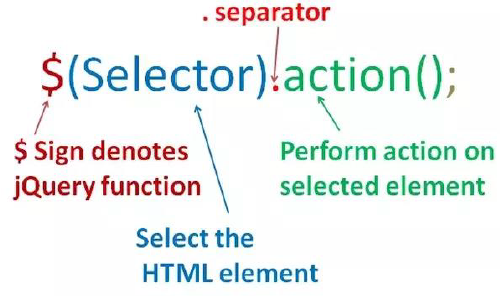 . separator
$(Selector).action();
$ Sign denotes
jQuery function
Perform action on
selected element
Select the
HTML element